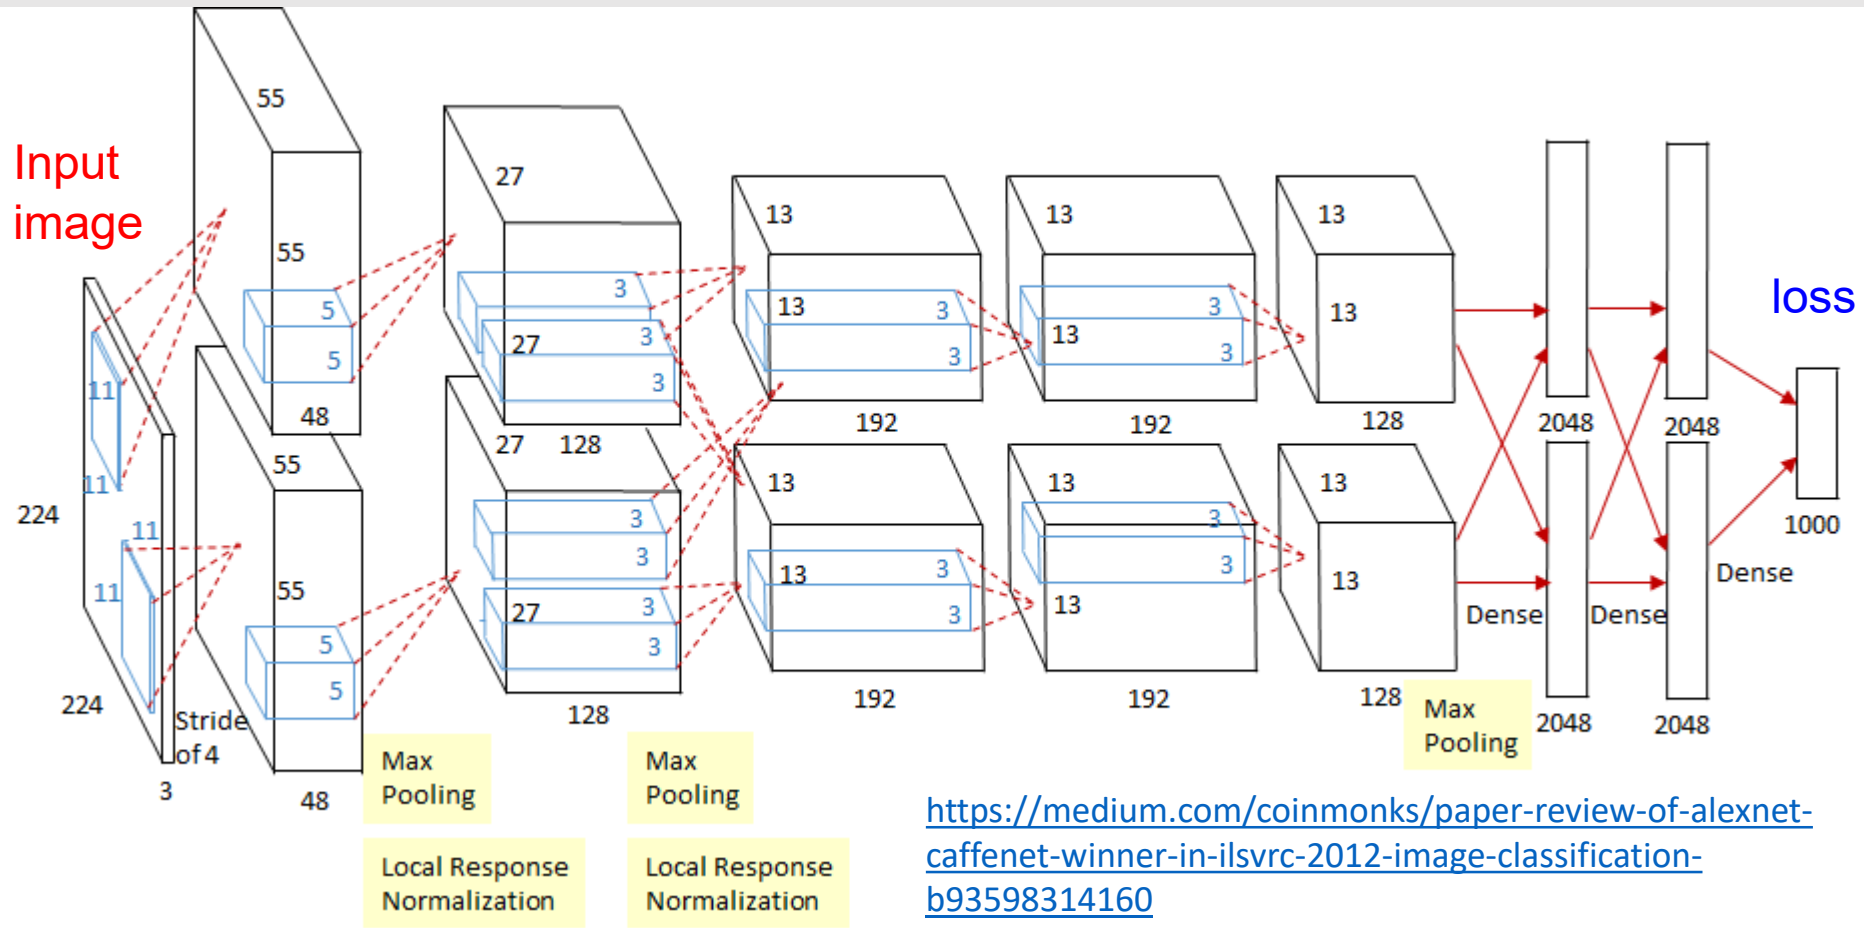 Input
image
224
224
3
11
11
11
11
Stride
of 4
55
55
5
5
48
55
55
5
5
48
27
27
3
3
3
128
27
27
3
3
3
3
128
13
13
3
3
192
13
13
3
3
192
13
13
3
3
192
13
13
3
3
192
13
13
128
13
13
128
Dense
2048
2048
Dense
2048
2048
Dense
1000
loss
Max
Pooling
Local Response
Normalization
Max
Pooling
Local Response
Normalization
Max
Pooling
https://medium.com/coinmonks/paper-review-of-alexnet-
caffenet-winner-in-ilsvrc-2012-image-classification-
b93598314160